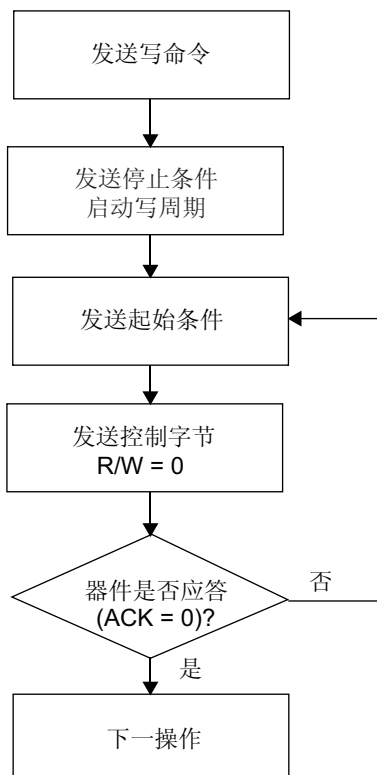 发送写命令
发送停止条件
启动写周期
发送起始条件
发送控制字节
R/W = 0
器件是否应答
(ACK = 0)?
否
是
下一操作